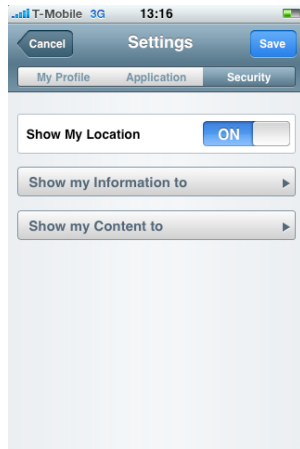 T-Mobile 3G 13:16
Cancel Settings Save
My Profile Application Security
Show My Location ON
Show my Information to
Show my Content to